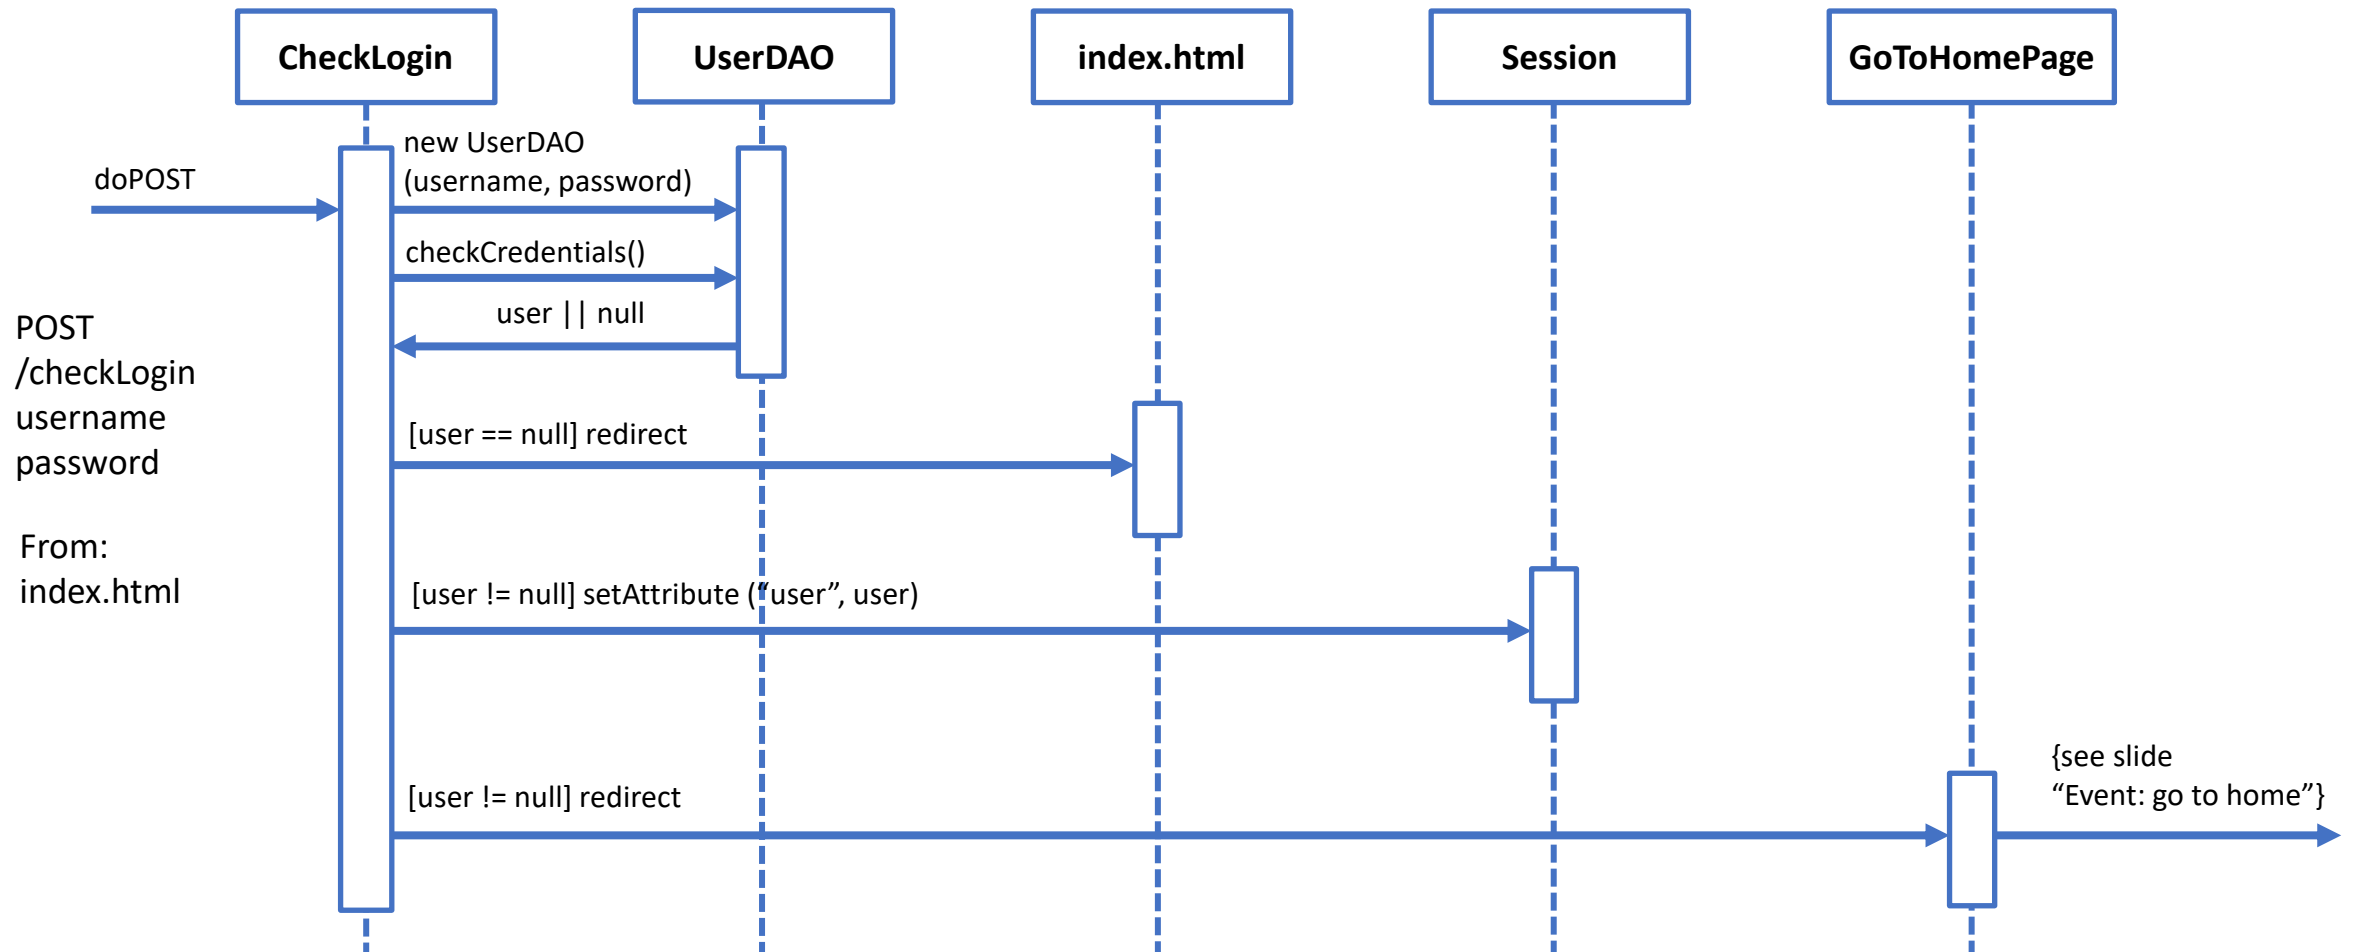 CheckLogin
UserDAO
index.html
Session
GoToHomePage
new UserDAO
(username, password)
doPOST
checkCredentials()
user || null
POST
/checkLogin
username
password
[user == null] redirect
From:
index.html
[user != null] setAttribute (“user”, user)
{see slide
“Event: go to home”}
[user != null] redirect